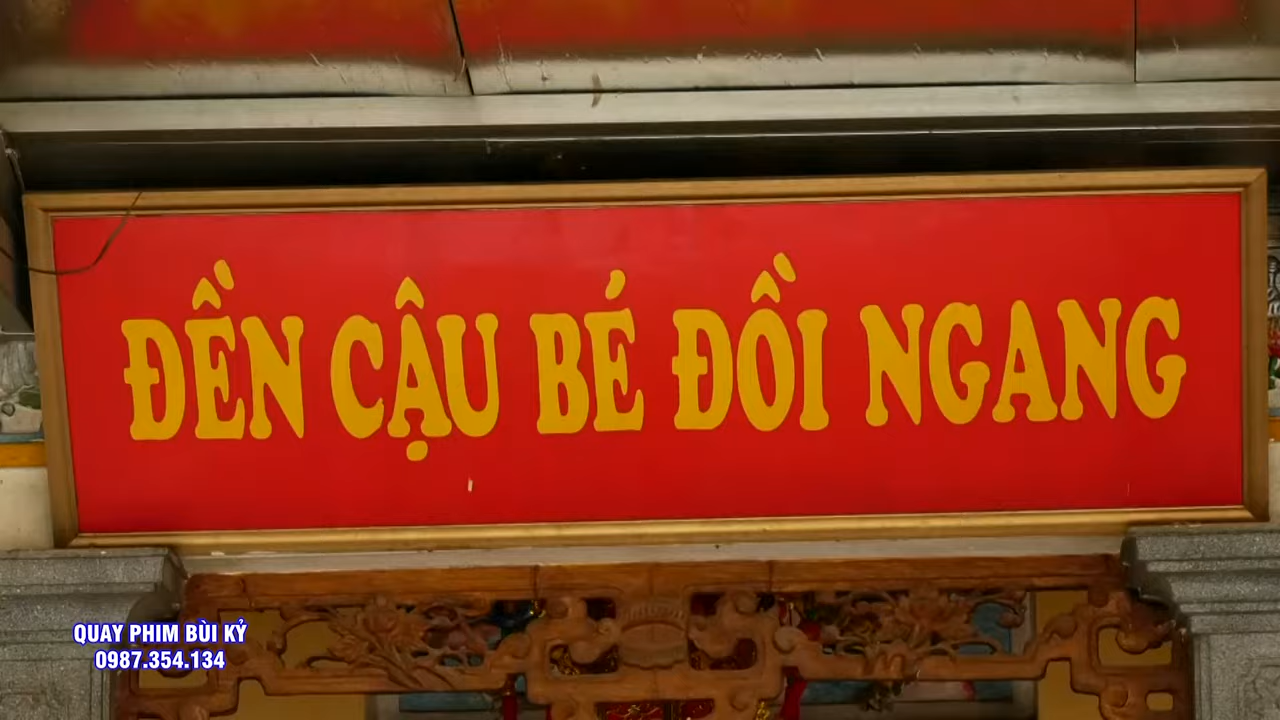 ĐỀN CẬU BÉ ĐỒI NGANG
QUAY PHIM BÙI KỶ
0987.354.134